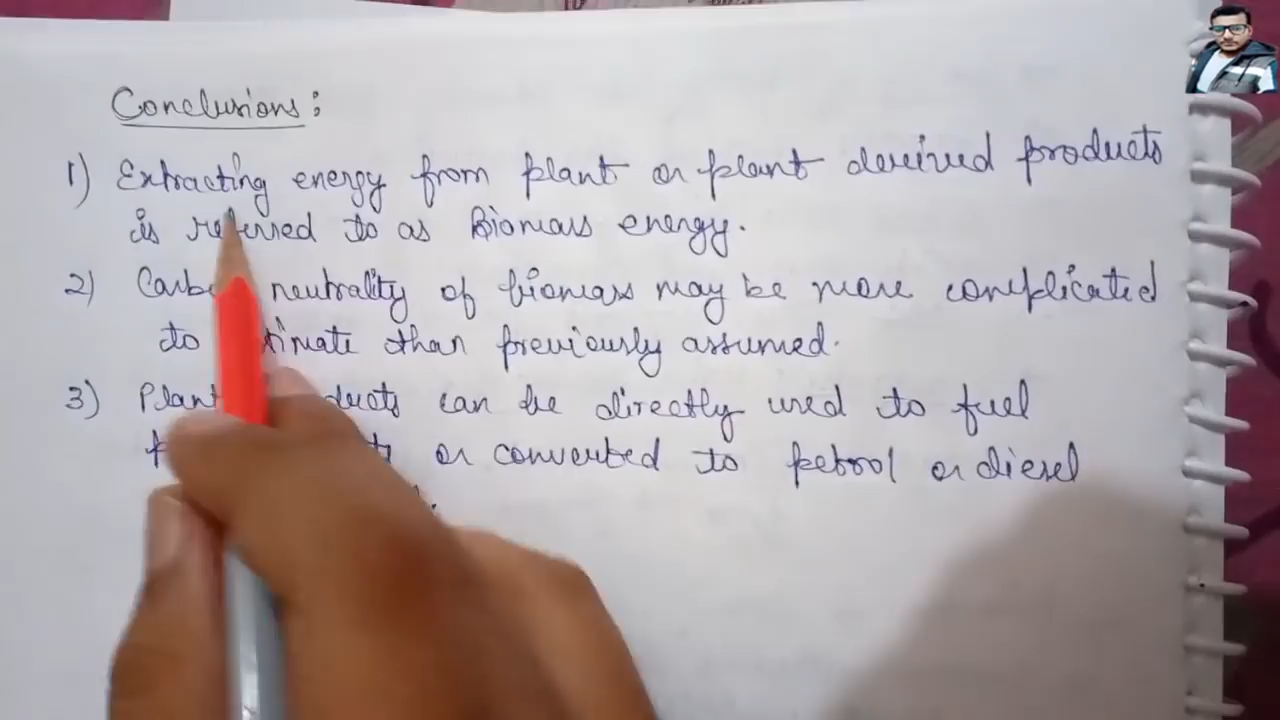 Conclusions:
1) Extracting energy from plant or plant derived products
is referred to as Biomass energy.
2) neutrality of biomass may be more complicated
to than previously assumed.
3) can be directly used to fuel
or converted to petrol or diesel